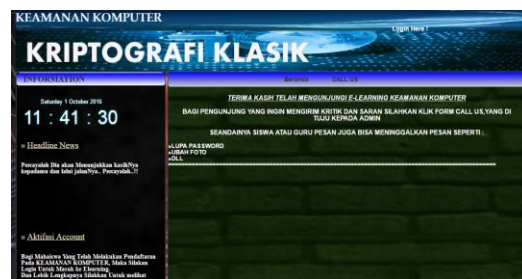 KEAMANAN KOMPUTER
Login Here !
KRIPTOGRAFI KLASIK
INFORMATION
Beranda CALL US
Saturday 1 October 2016
11 : 41 : 30
» Headline News
Percayalah Dia akan Menunjukkan kasihNya
kepadamu dan lalui jalanNya.. Percayalah..!!
» Aktifasi Account
Bagi Mahaiswa Yang Telah Melakukan Pendaftaran
Pada KEAMANAN KOMPUTER, Maka Silakan
Login Untuk Masuk ke Elearning.
Dan Lebih Lengkapnya Silahkan Untuk melihat
TERIMA KASIH TELAH MENGUNJUNGI E-LEARNING KEAMANAN KOMPUTER
BAGI PENGUNJUNG YANG INGIN MENGIRIM KRITIK DAN SARAN SILAHKAN KLIK FORM CALL US,YANG DI
TUJU KEPADA ADMIN
SEANDAINYA SISWA ATAU GURU PESAN JUGA BISA MENINGGALKAN PESAN SEPERTI ;
»LUPA PASSWORD
»UBAH FOTO
»DLL